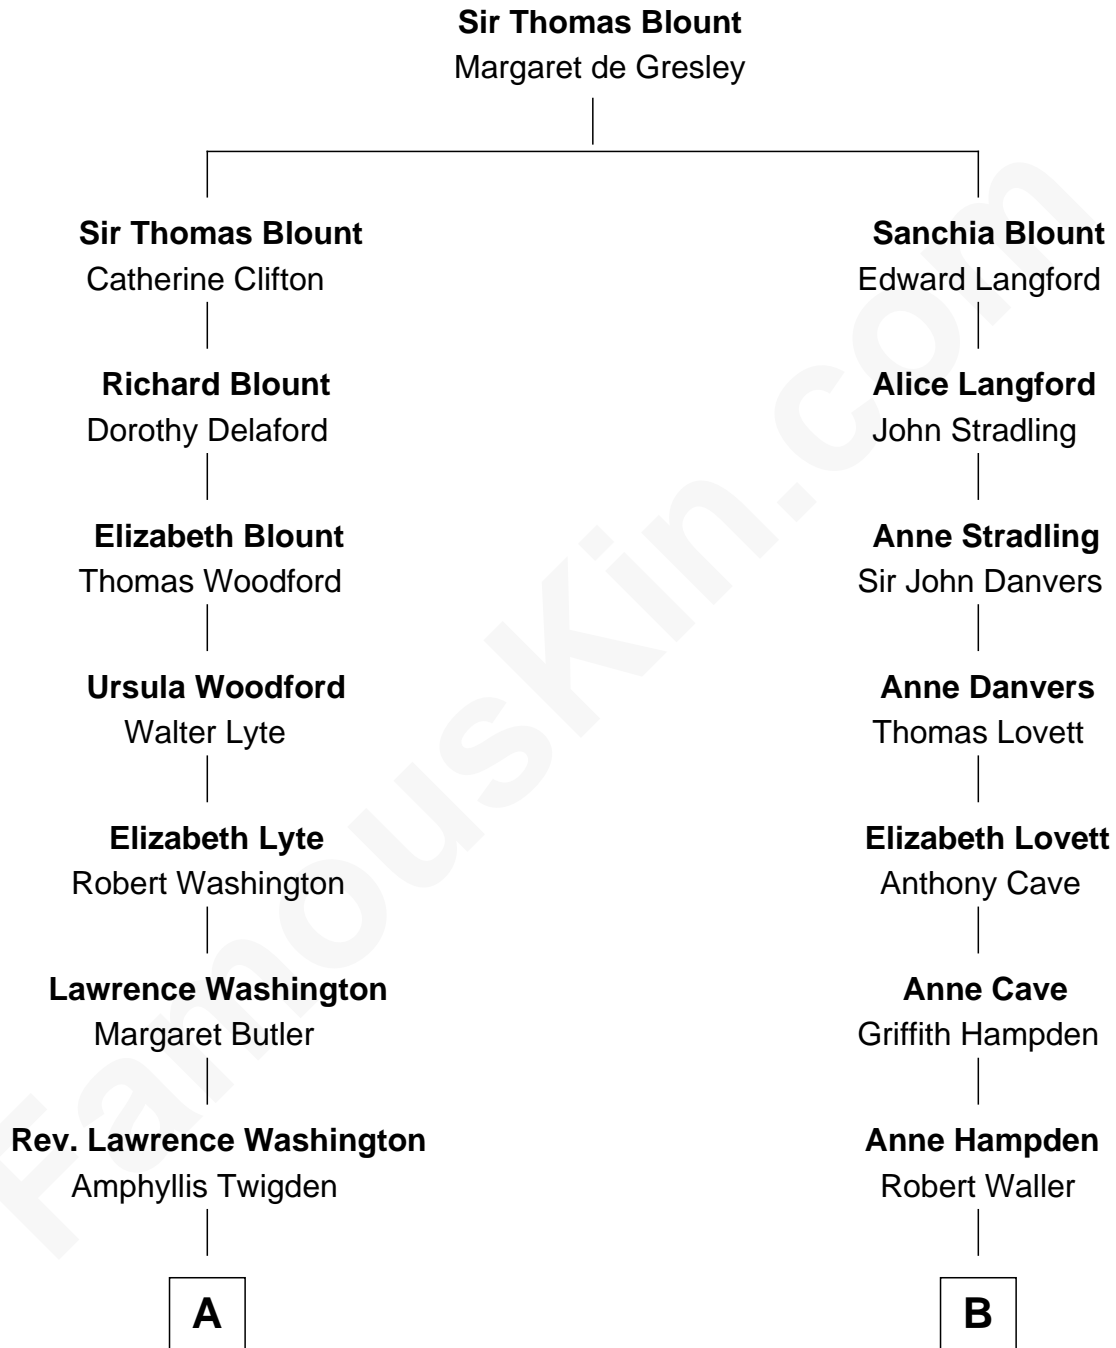 Sir Thomas Blount
Margaret de Gresley
Sir Thomas Blount
Catherine Clifton
Richard Blount
Dorothy Delaford
Elizabeth Blount
Thomas Woodford
Ursula Woodford
Walter Lyte
Elizabeth Lyte
Robert Washington
Lawrence Washington
Margaret Butler
Rev. Lawrence Washington
Amphyllis Twigden
A
Sanchia Blount
Edward Langford
Alice Langford
John Stradling
Anne Stradling
Sir John Danvers
Anne Danvers
Thomas Lovett
Elizabeth Lovett
Anthony Cave
Anne Cave
Griffith Hampden
Anne Hampden
Robert Waller
B
FamousKin.com